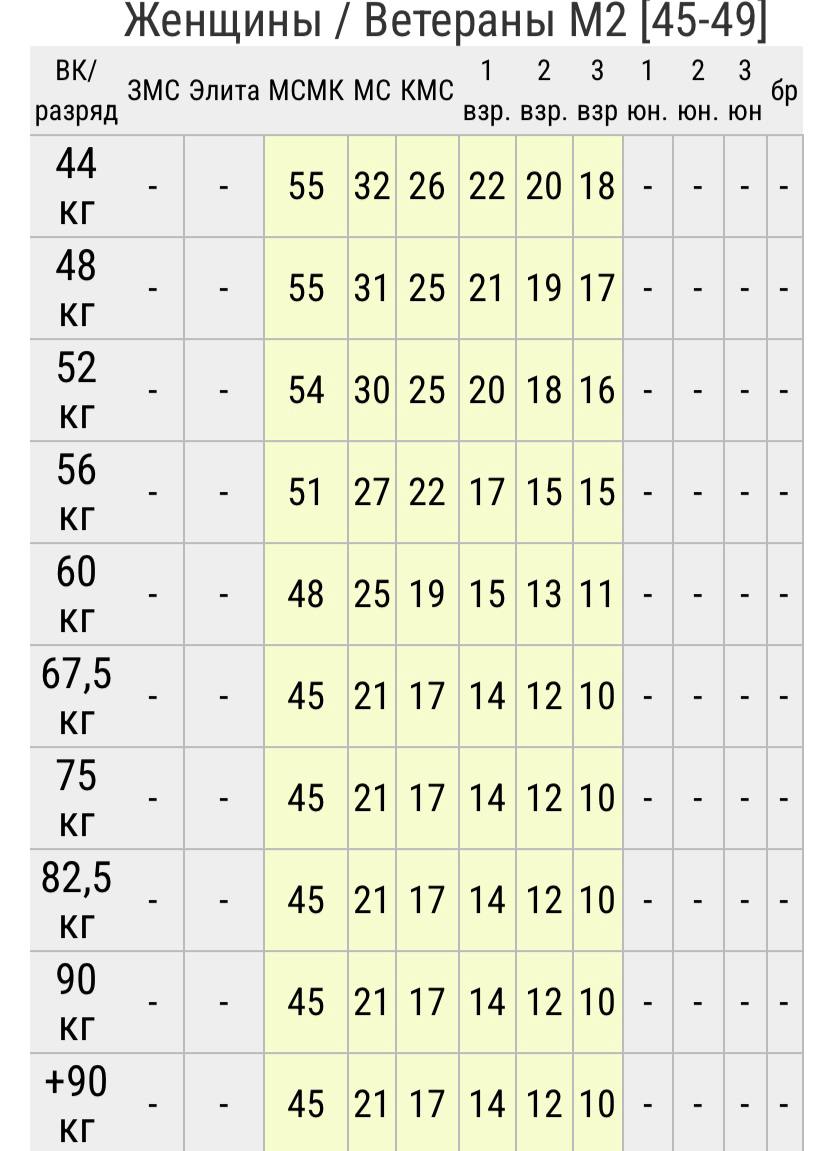 Женщины / Ветераны М2 [45-49]
ВК/ разряд ЗМС Элита МСМК МС КМС 1 взр. 2 взр. 3 взр 1 юн. 2 юн. 3 юн бр
44 кг - - 55 32 26 22 20 18 - - - -
48 кг - - 55 31 25 21 19 17 - - - -
52 кг - - 54 30 25 20 18 16 - - - -
56 кг - - 51 27 22 17 15 15 - - - -
60 кг - - 48 25 19 15 13 11 - - - -
67,5 кг - - 45 21 17 14 12 10 - - - -
75 кг - - 45 21 17 14 12 10 - - - -
82,5 кг - - 45 21 17 14 12 10 - - - -
90 кг - - 45 21 17 14 12 10 - - - -
+90 кг - - 45 21 17 14 12 10 - - - -